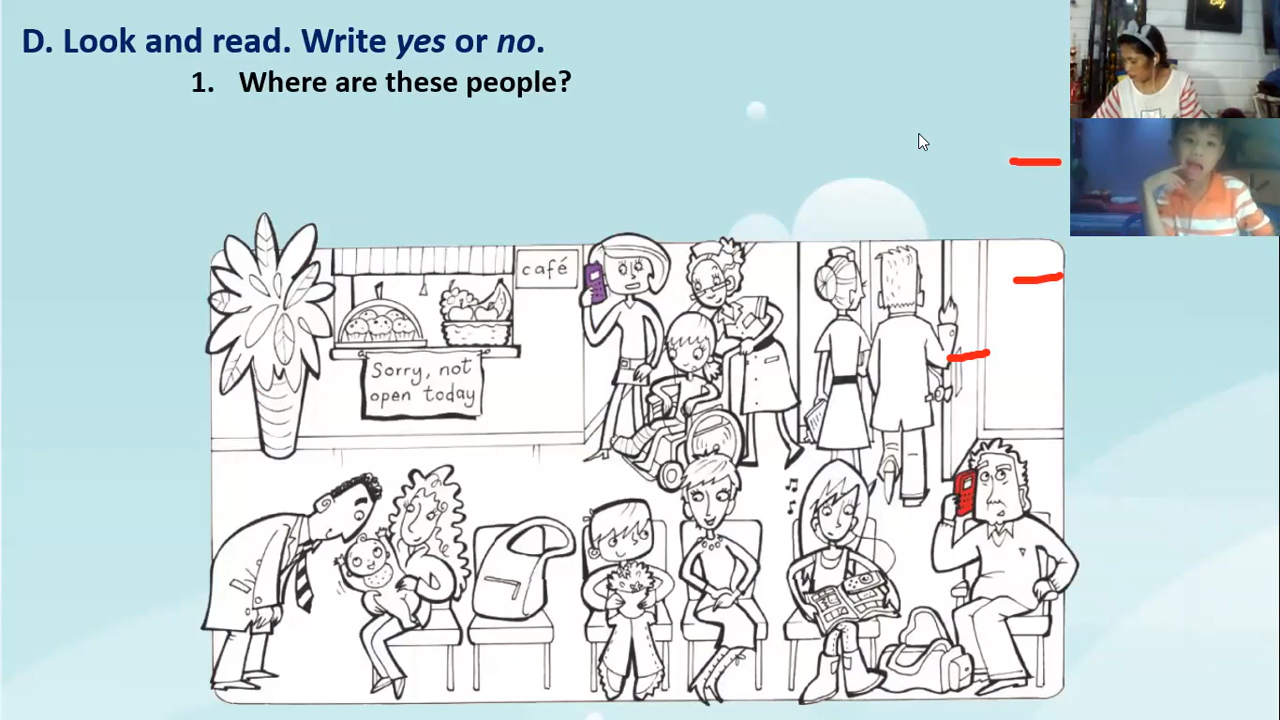 D. Look and read. Write yes or no.
1. Where are these people?
café
Sorry, not
open today